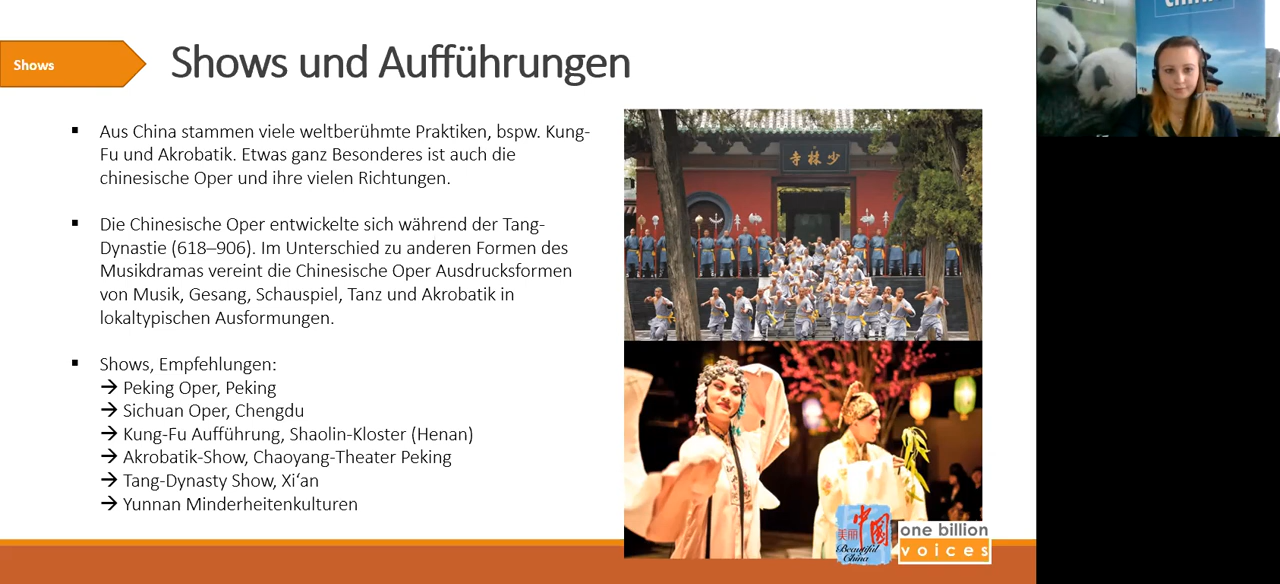 Shows
Shows und Aufführungen
▪ Aus China stammen viele weltberühmte Praktiken, bspw. Kung-
Fu und Akrobatik. Etwas ganz Besonderes ist auch die
chinesische Oper und ihre vielen Richtungen.
▪ Die Chinesische Oper entwickelte sich während der Tang-
Dynastie (618–906). Im Unterschied zu anderen Formen des
Musikdramas vereint die Chinesische Oper Ausdrucksformen
von Musik, Gesang, Schauspiel, Tanz und Akrobatik in
lokaltypischen Ausformungen.
▪ Shows, Empfehlungen:
→ Peking Oper, Peking
→ Sichuan Oper, Chengdu
→ Kung-Fu Aufführung, Shaolin-Kloster (Henan)
→ Akrobatik-Show, Chaoyang-Theater Peking
→ Tang-Dynasty Show, Xi‘an
→ Yunnan Minderheitenkulturen
寺林少
美丽
中国
Beautiful
China
one billion
voices